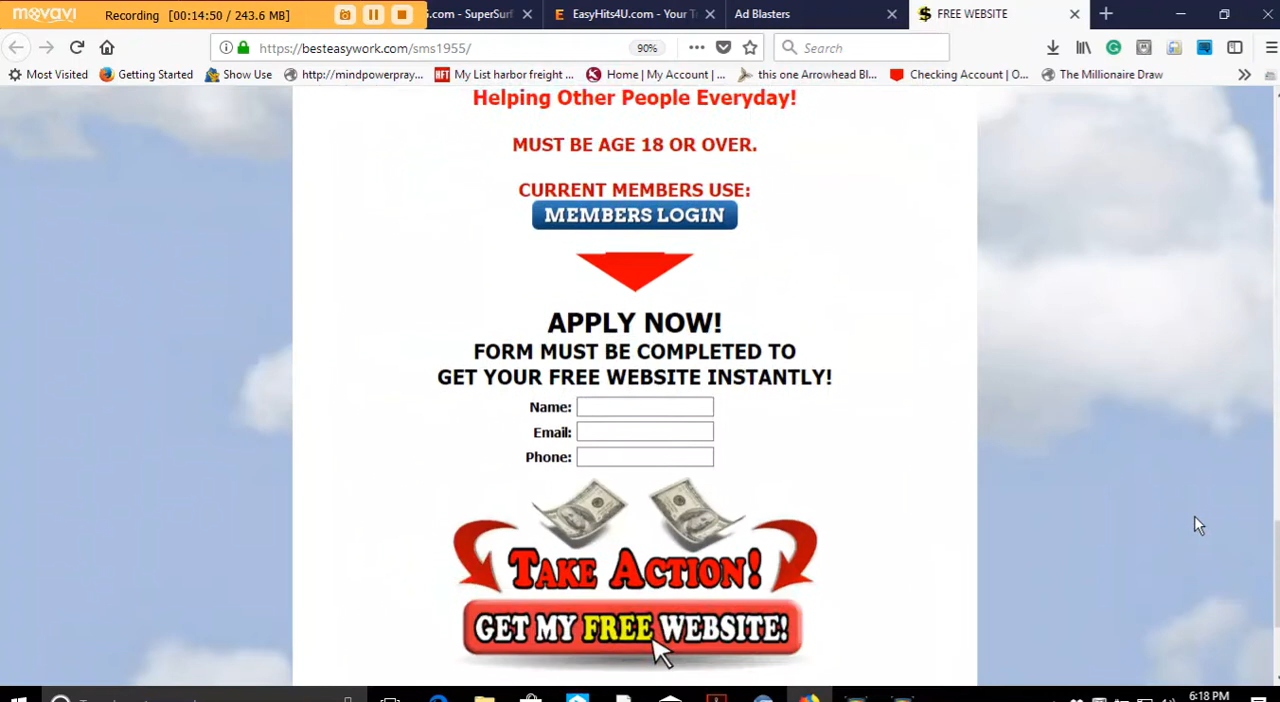 movavi Recording [00:14:50 / 243.6 MB]
i.com - SuperSurf
EasyHits4U.com - Your T
Ad Blasters
FREE WEBSITE
https://besteasywork.com/sms1955/
90%
Search
Most Visited Getting Started Show Use http://mindpowerpray... My List harbor freight ... Home | My Account | ... this one Arrowhead Bl... Checking Account | O... The Millionaire Draw
Helping Other People Everyday!
MUST BE AGE 18 OR OVER.
CURRENT MEMBERS USE:
MEMBERS LOGIN
APPLY NOW!
FORM MUST BE COMPLETED TO
GET YOUR FREE WEBSITE INSTANTLY!
Name:
Email:
Phone:
TAKE ACTION!
GET MY FREE WEBSITE!
6:18 PM